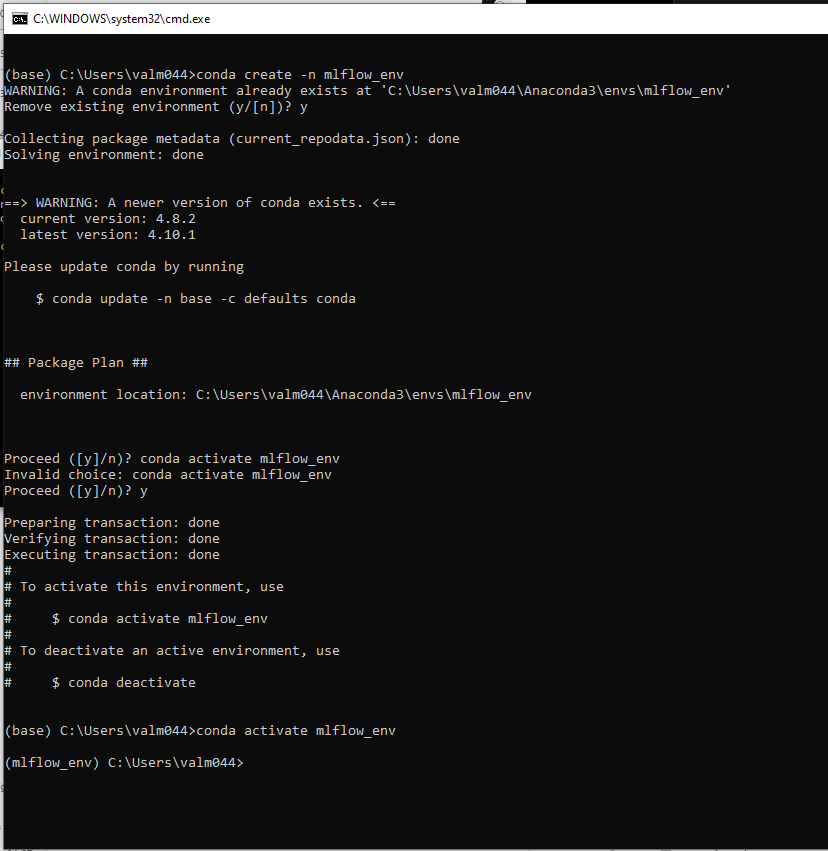 C:\WINDOWS\system32\cmd.exe
(base) C:\Users\valm044>conda create -n mlflow_env
WARNING: A conda environment already exists at 'C:\Users\valm044\Anaconda3\envs\mlflow_env'
Remove existing environment (y/[n])? y
Collecting package metadata (current_repodata.json): done
Solving environment: done
==> WARNING: A newer version of conda exists. <==
current version: 4.8.2
latest version: 4.10.1
Please update conda by running
$ conda update -n base -c defaults conda
## Package Plan ##
environment location: C:\Users\valm044\Anaconda3\envs\mlflow_env
Proceed ([y]/n)? conda activate mlflow_env
Invalid choice: conda activate mlflow_env
Proceed ([y]/n)? y
Preparing transaction: done
Verifying transaction: done
Executing transaction: done
#
# To activate this environment, use
#
#     $ conda activate mlflow_env
#
# To deactivate an active environment, use
#
#     $ conda deactivate
(base) C:\Users\valm044>conda activate mlflow_env
(mlflow_env) C:\Users\valm044>